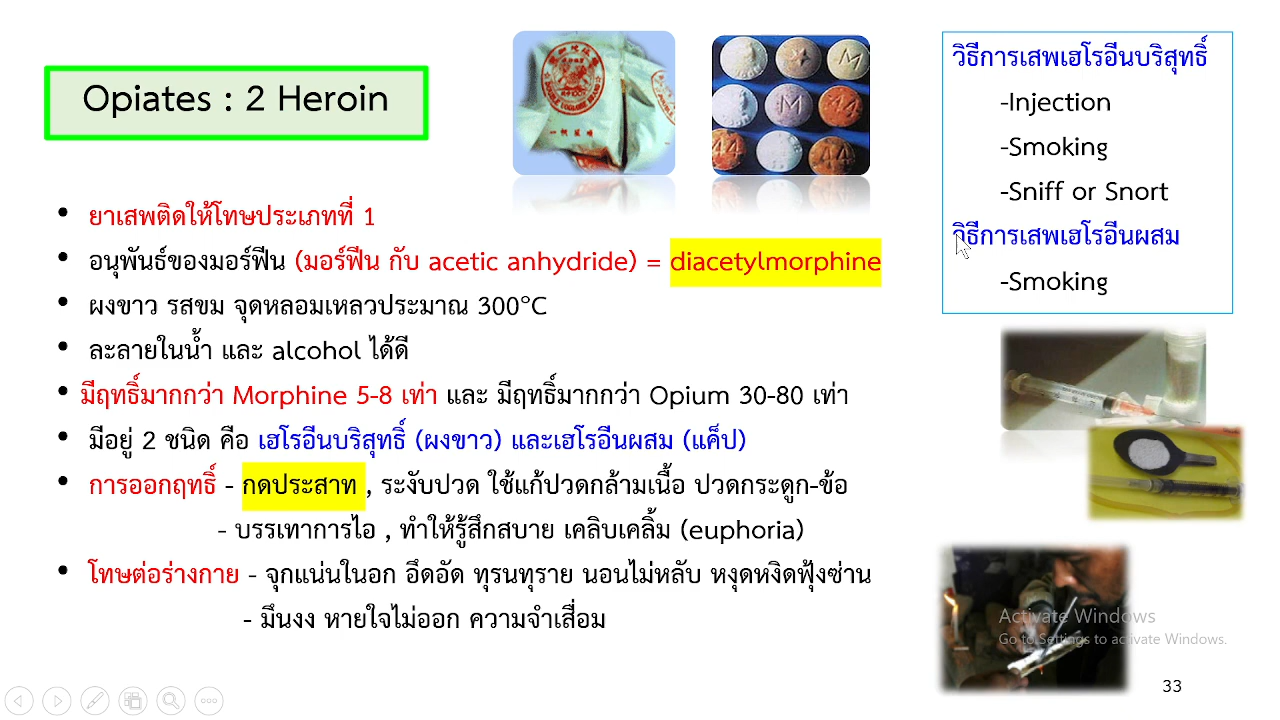 Opiates : 2 Heroin
• ยาเสพติดให้โทษประเภทที่ 1
• อนุพันธ์ของมอร์ฟีน (มอร์ฟีน กับ acetic anhydride) = diacetylmorphine
• ผงขาว รสขม จุดหลอมเหลวประมาณ 300°C
• ละลายในน้ำ และ alcohol ได้ดี
• มีฤทธิ์มากกว่า Morphine 5-8 เท่า และ มีฤทธิ์มากกว่า Opium 30-80 เท่า
• มีอยู่ 2 ชนิด คือ เฮโรอีนบริสุทธิ์ (ผงขาว) และเฮโรอีนผสม (แค็ป)
• การออกฤทธิ์ - กดประสาท , ระงับปวด ใช้แก้ปวดกล้ามเนื้อ ปวดกระดูก-ข้อ
- บรรเทาการไอ , ทำให้รู้สึกสบาย เคลิบเคลิ้ม (euphoria)
• โทษต่อร่างกาย - จุกแน่นในอก อึดอัด ทุรนทุราย นอนไม่หลับ หงุดหงิดฟุ้งซ่าน
- มึนงง หายใจไม่ออก ความจำเสื่อม
M
M
44
44
44
วิธีการเสพเฮโรอีนบริสุทธิ์
-Injection
-Smoking
-Sniff or Snort
วิธีการเสพเฮโรอีนผสม
-Smoking
Activate Windows
Go to Settings to activate Windows.
33